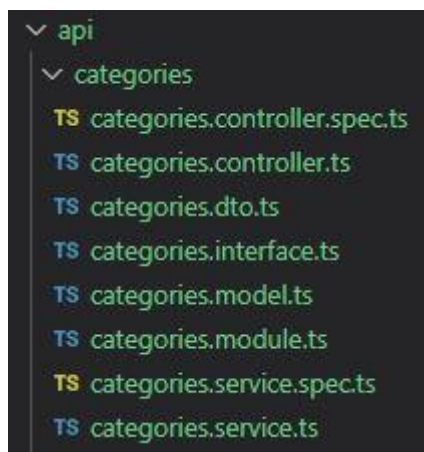 api
categories
TS categories.controller.spec.ts
TS categories.controller.ts
TS categories.dto.ts
TS categories.interface.ts
TS categories.model.ts
TS categories.module.ts
TS categories.service.spec.ts
TS categories.service.ts